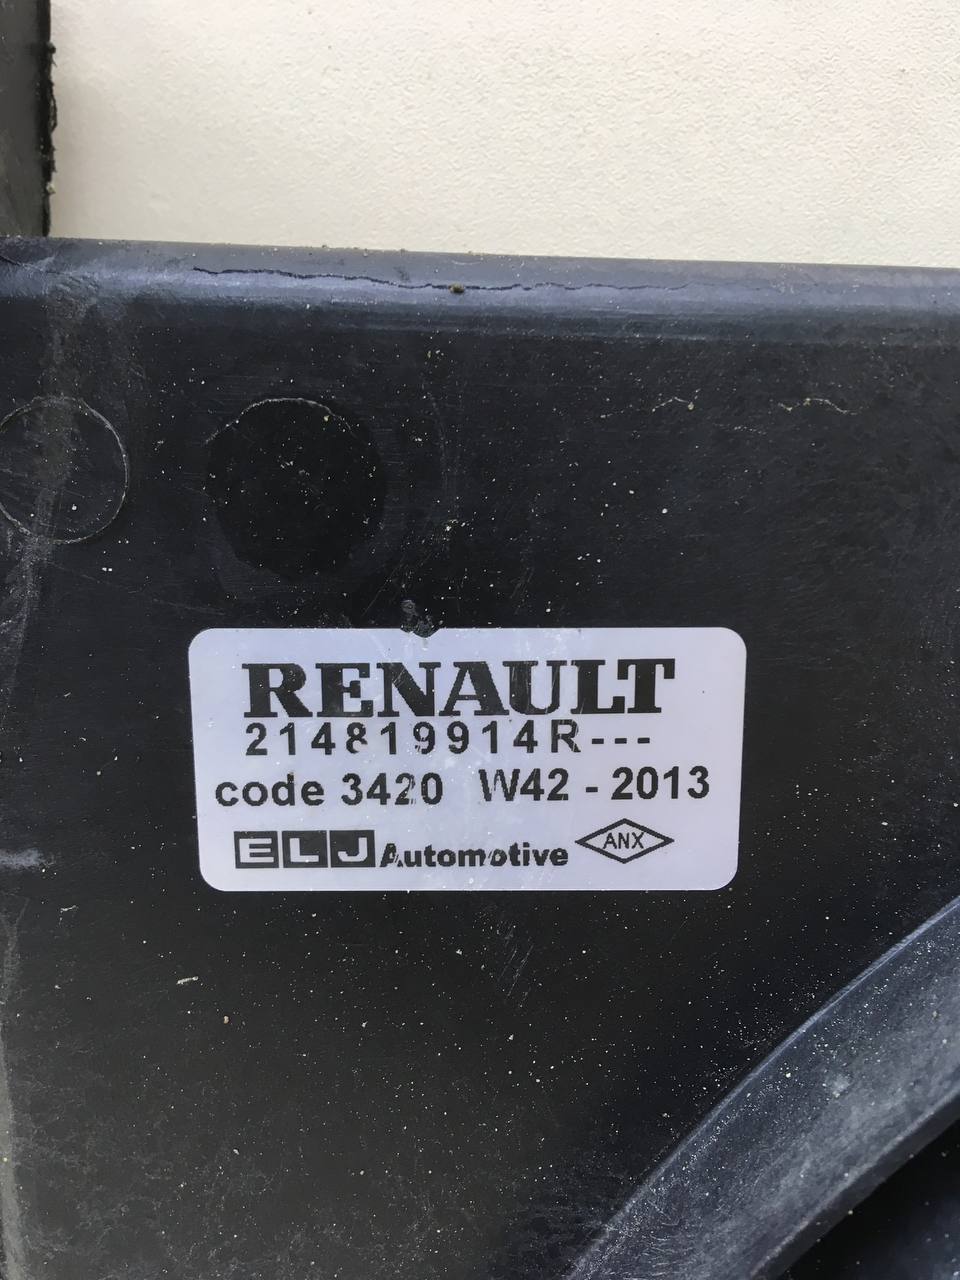 RENAULT
214819914R---
code 3420 W42 - 2013
ELJ Automotive ANX